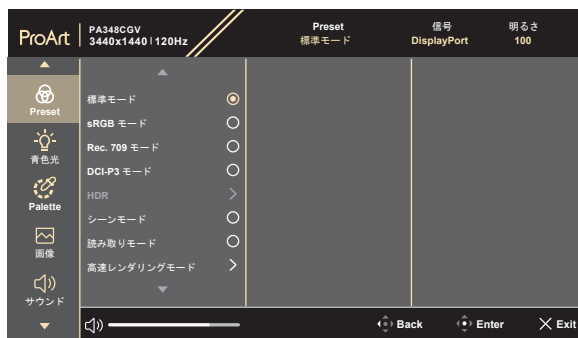 ProArt
PA348CGV
3440x1440 | 120Hz
Preset
標準モード
信号
DisplayPort
明るさ
100
Preset
青色光
Palette
画像
サウンド
標準モード
sRGB モード
Rec. 709 モード
DCI-P3 モード
HDR
シーンモード
読み取りモード
高速レンダリングモード
Back
Enter
Exit